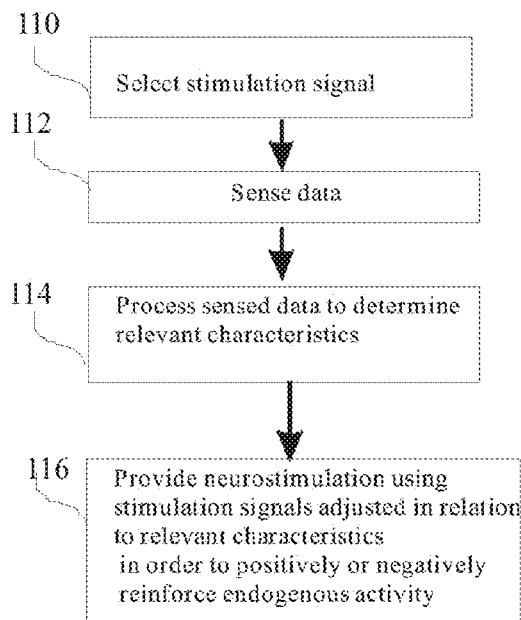 110
Select stimulation signal
112
Sense data
114
Process sensed data to determine
relevant characteristics
116
Provide neurostimulation using
stimulation signals adjusted in relation
to relevant characteristics
in order to positively or negatively
reinforce endogenous activity